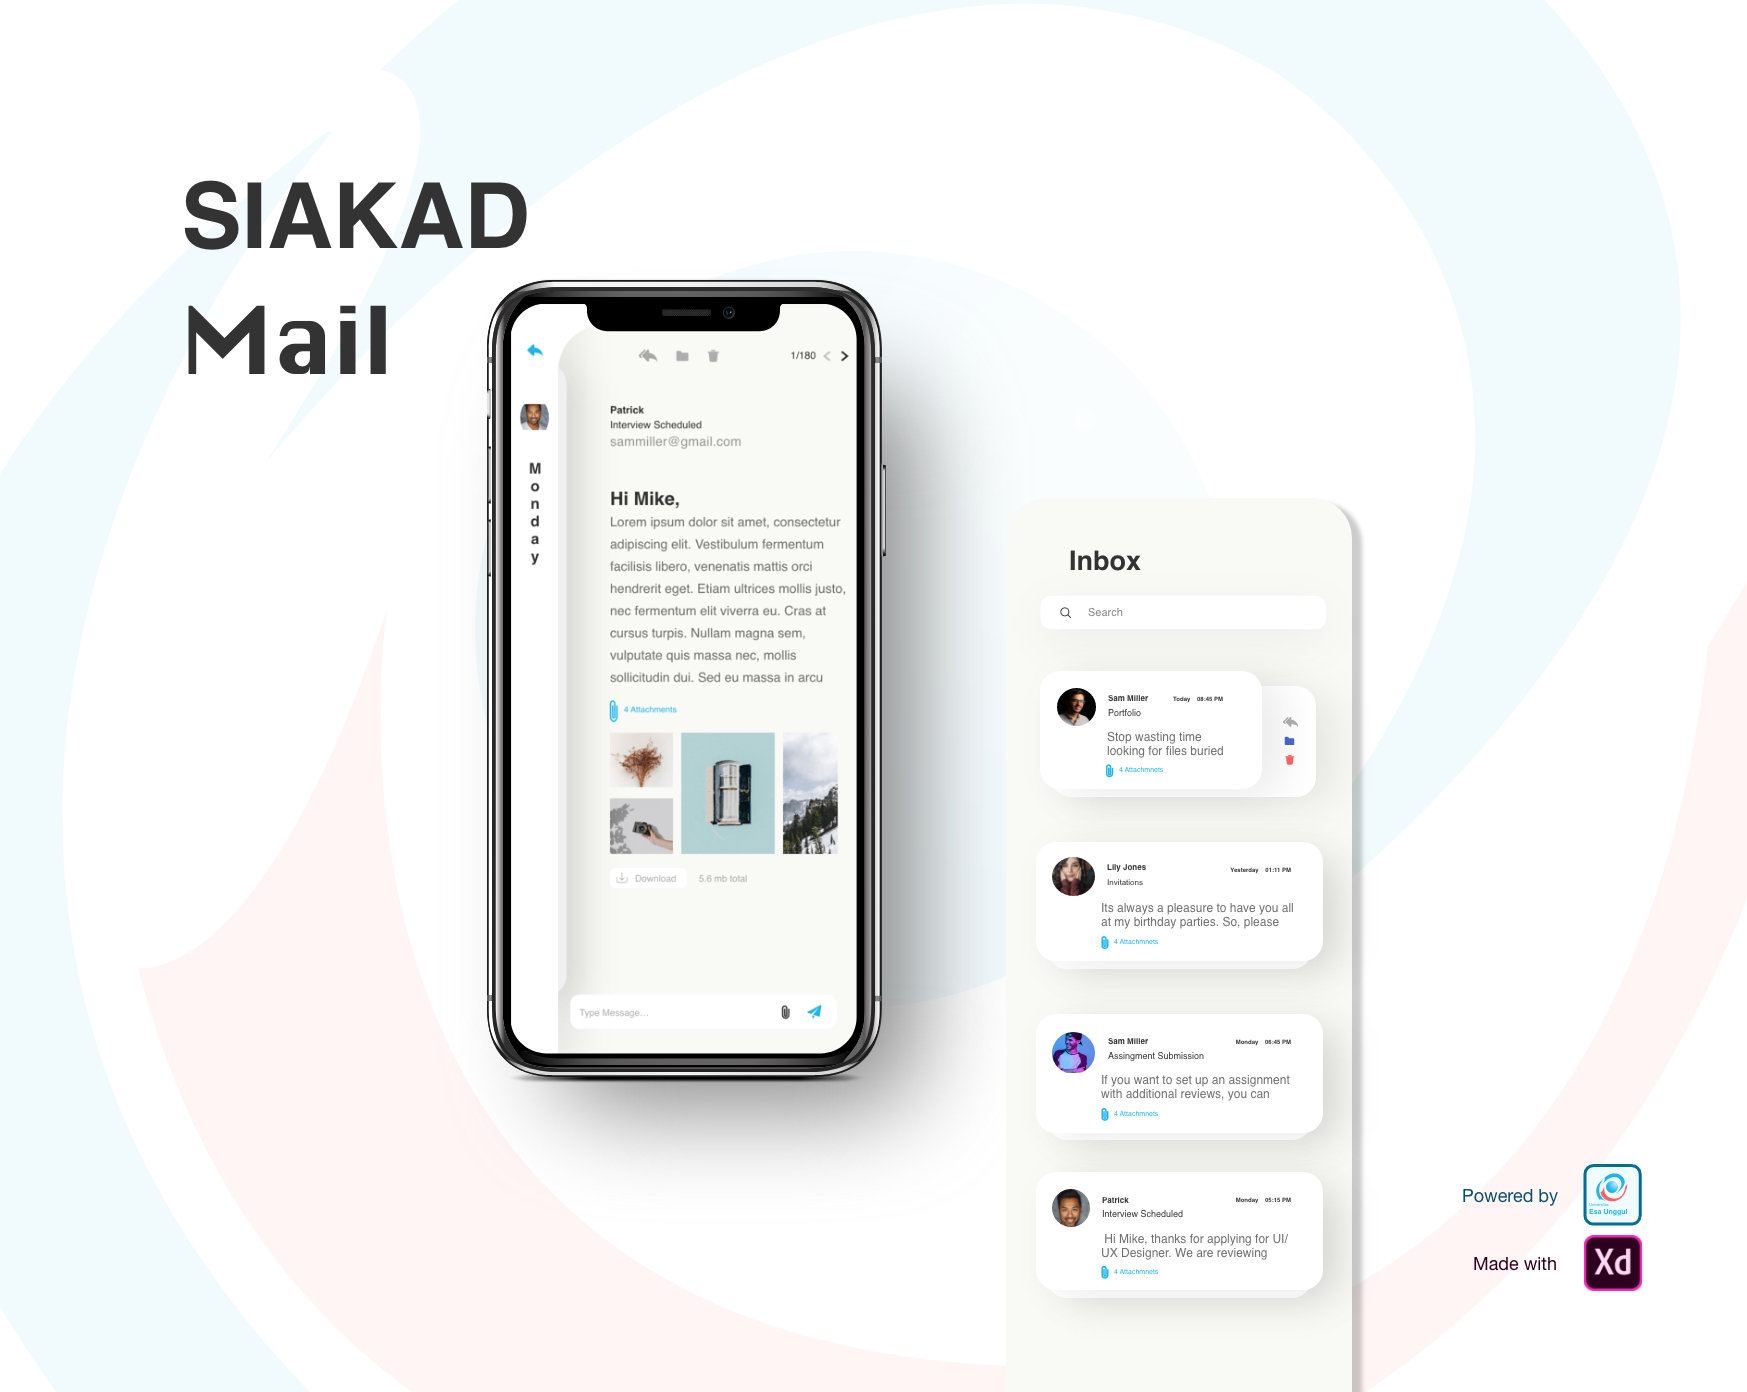 SIAKAD
Mail
1/180
Patrick
Interview Scheduled
sammiller@gmail.com
M
o
n
d
a
y
Hi Mike,
Lorem ipsum dolor sit amet, consectetur
adipiscing elit. Vestibulum fermentum
facilisis libero, venenatis mattis orci
hendrerit eget. Etiam ultrices mollis justo,
nec fermentum elit viverra eu. Cras at
cursus turpis. Nullam magna sem,
vulputate quis massa nec, mollis
sollicitudin dui. Sed eu massa in arcu
4 Attachments
Download 5.6 mb total
Type Message...
Inbox
Search
Sam Miller Today 08:45 PM
Portfolio
Stop wasting time
looking for files buried
4 Attachmnets
Lily Jones Yesterday 01:11 PM
Invitations
Its always a pleasure to have you all
at my birthday parties. So, please
4 Attachmnets
Sam Miller Monday 06:45 PM
Assingment Submission
If you want to set up an assignment
with additional reviews, you can
4 Attachmnets
Patrick Monday 05:15 PM
Interview Scheduled
Hi Mike, thanks for applying for UI/
UX Designer. We are reviewing
4 Attachmnets
Powered by
Esa Unggul
Made with
Xd